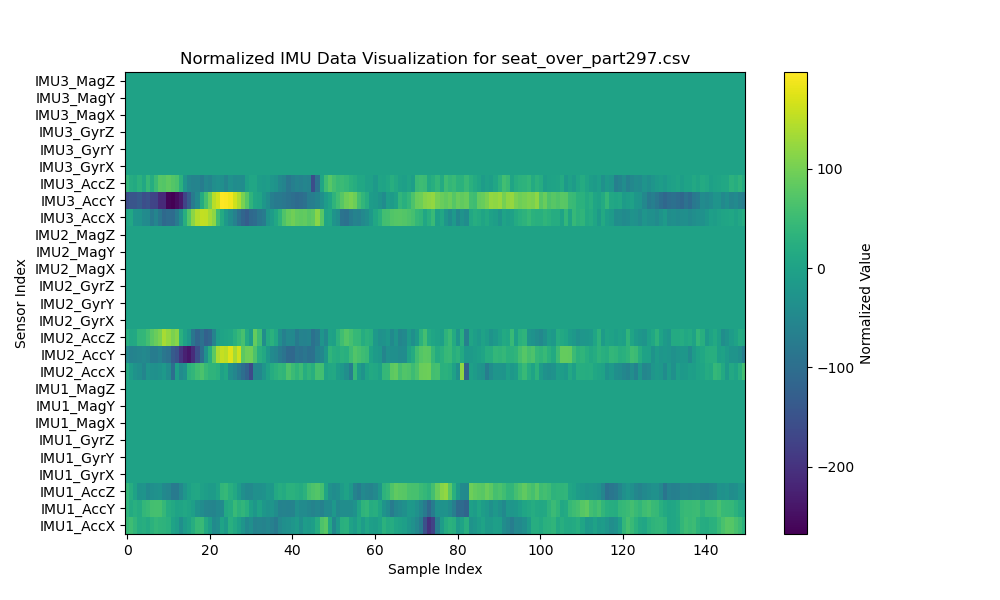 Normalized IMU Data Visualization for seat_over_part297.csv
IMU3_MagZ
IMU3_MagY
IMU3_MagX
IMU3_GyrZ
IMU3_GyrY
IMU3_GyrX
IMU3_AccZ
IMU3_AccY
IMU3_AccX
IMU2_MagZ
IMU2_MagY
IMU2_MagX
IMU2_GyrZ
IMU2_GyrY
IMU2_GyrX
IMU2_AccZ
IMU2_AccY
IMU2_AccX
IMU1_MagZ
IMU1_MagY
IMU1_MagX
IMU1_GyrZ
IMU1_GyrY
IMU1_GyrX
IMU1_AccZ
IMU1_AccY
IMU1_AccX
Sensor Index
0 20 40 60 80 100 120 140
Sample Index
100
0
−100
−200
Normalized Value